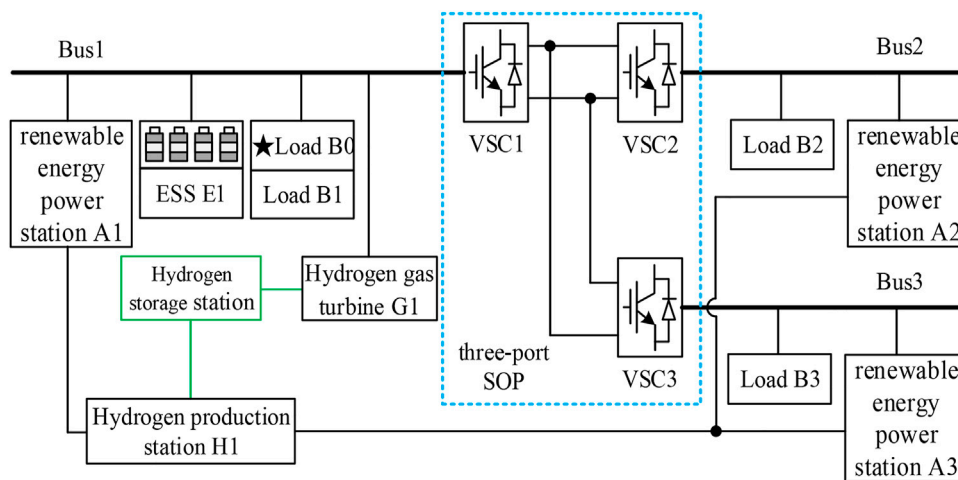 Bus1
Bus2
VSC1
VSC2
renewable
energy
power
station A1
ESS E1
★Load B0
Load B1
Load B2
renewable
energy
power
station A2
Hydrogen
storage station
Hydrogen gas
turbine G1
Bus3
three-port
SOP
VSC3
Load B3
renewable
energy
power
station A3
Hydrogen production
station H1